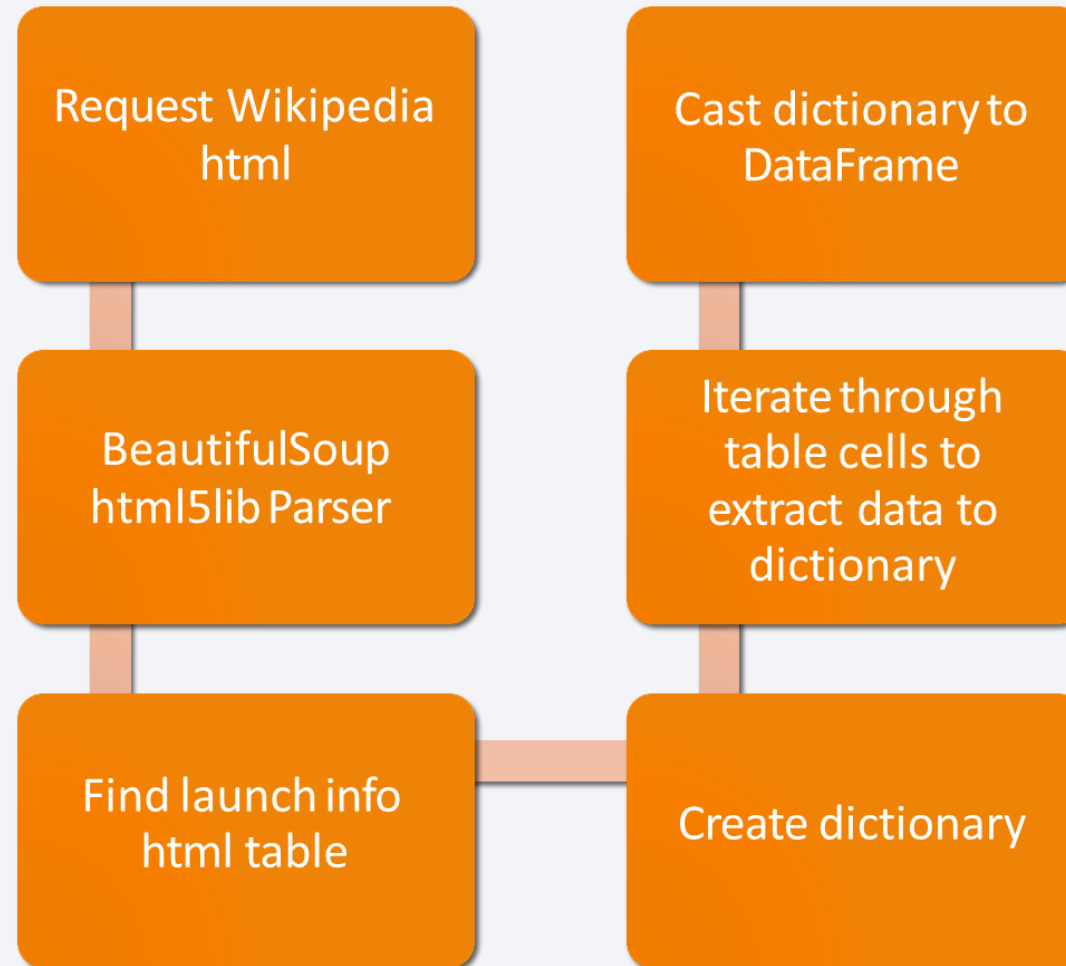 Request Wikipedia
html
BeautifulSoup
html5lib Parser
Find launch info
html table
Create dictionary
Iterate through
table cells to
extract data to
dictionary
Cast dictionary to
DataFrame